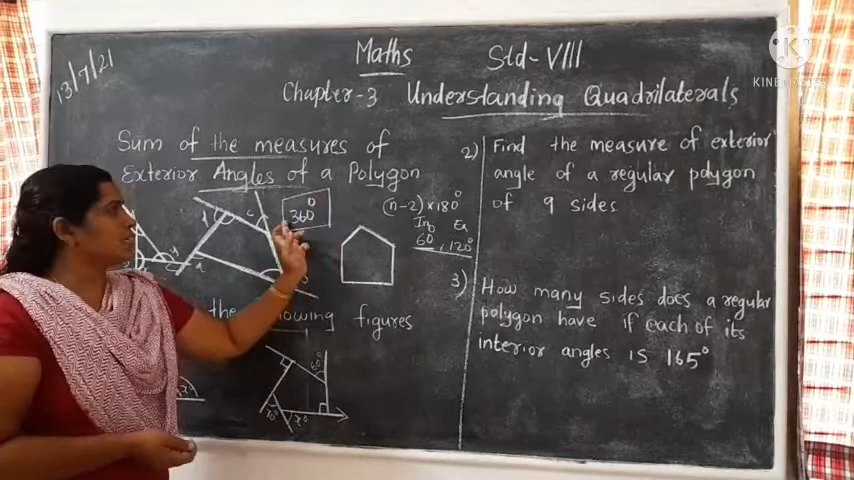 13/7/21
Maths Std-VIII
Chapter-3 Understanding Quadrilaterals
Sum of the measures of
Exterior Angles of a Polygon
360°
(n-2)×180°
In Ex
60°, 120°
the figures
60°
70° x°
2) Find the measure of exterior
angle of a regular polygon
of 9 sides
3) How many sides does a regular
polygon have if each of its
interior angles is 165°
K
KINEMASTER